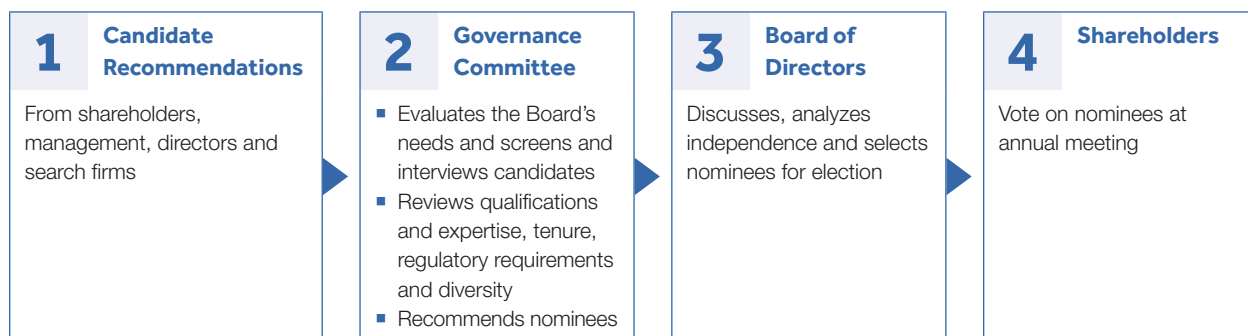 1
Candidate
Recommendations
From shareholders,
management, directors and
search firms
2
Governance
Committee
▪ Evaluates the Board's
needs and screens and
interviews candidates
▪ Reviews qualifications
and expertise, tenure,
regulatory requirements
and diversity
▪ Recommends nominees
3
Board of
Directors
Discusses, analyzes
independence and selects
nominees for election
4
Shareholders
Vote on nominees at
annual meeting